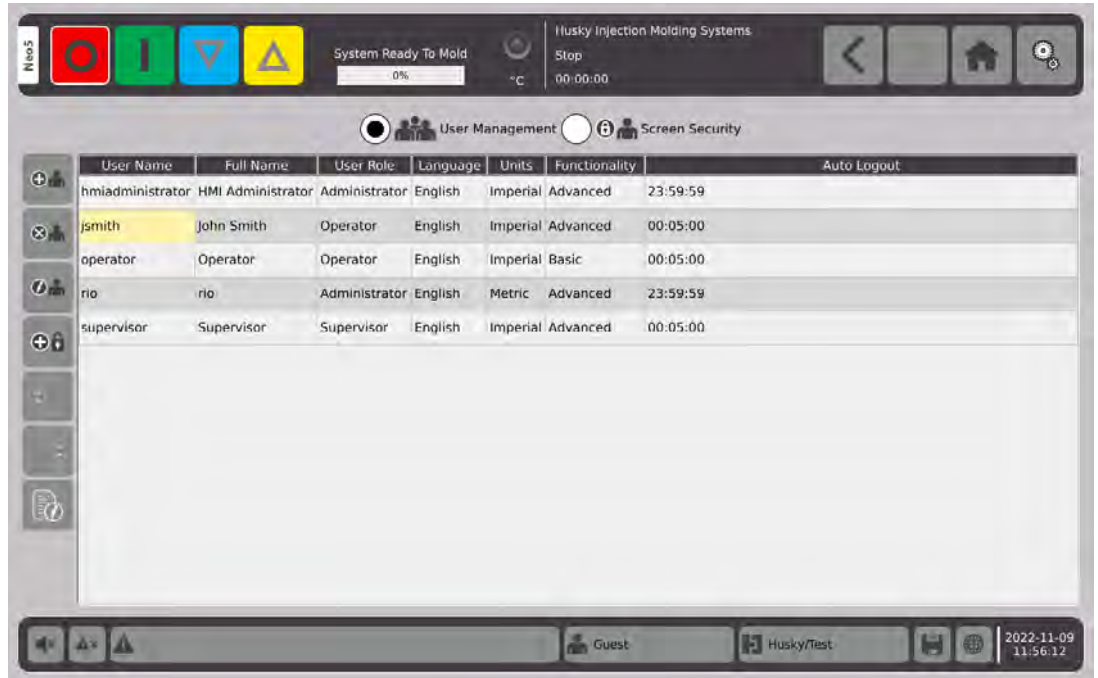 Neo5
System Ready To Mold
0%
°C
Husky Injection Molding Systems
Stop
00:00:00
User Management Screen Security
User Name Full Name User Role Language Units Functionality Auto Logout
hmiadministrator HMI Administrator Administrator English Imperial Advanced 23:59:59
jsmith John Smith Operator English Imperial Advanced 00:05:00
operator Operator Operator English Imperial Basic 00:05:00
rio rio Administrator English Metric Advanced 23:59:59
supervisor Supervisor Supervisor English Imperial Advanced 00:05:00
Guest Husky/Test 2022-11-09
11:56:12